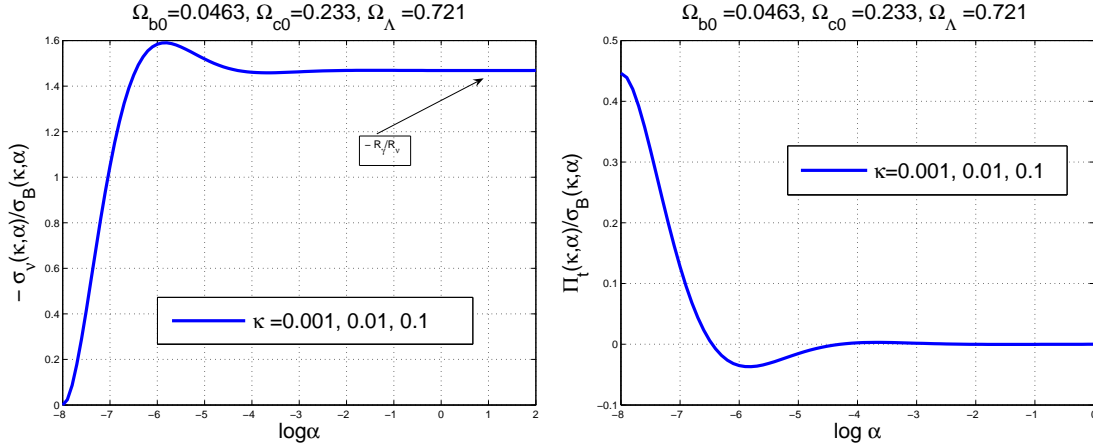 Ω_b0=0.0463, Ω_c0=0.233, Ω_Λ=0.721
− σ_ν(κ,α)/σ_B(κ,α)
1.6
1.4
1.2
1
0.8
0.6
0.4
0.2
0
− R_γ/R_ν
κ =0.001, 0.01, 0.1
−8 −7 −6 −5 −4 −3 −2 −1 0 1 2
logα
Ω_b0=0.0463, Ω_c0=0.233, Ω_Λ=0.721
Π_t(κ,α)/σ_B(κ,α)
0.5
0.4
0.3
0.2
0.1
0
−0.1
κ=0.001, 0.01, 0.1
−8 −7 −6 −5 −4 −3 −2 −1 0
log α